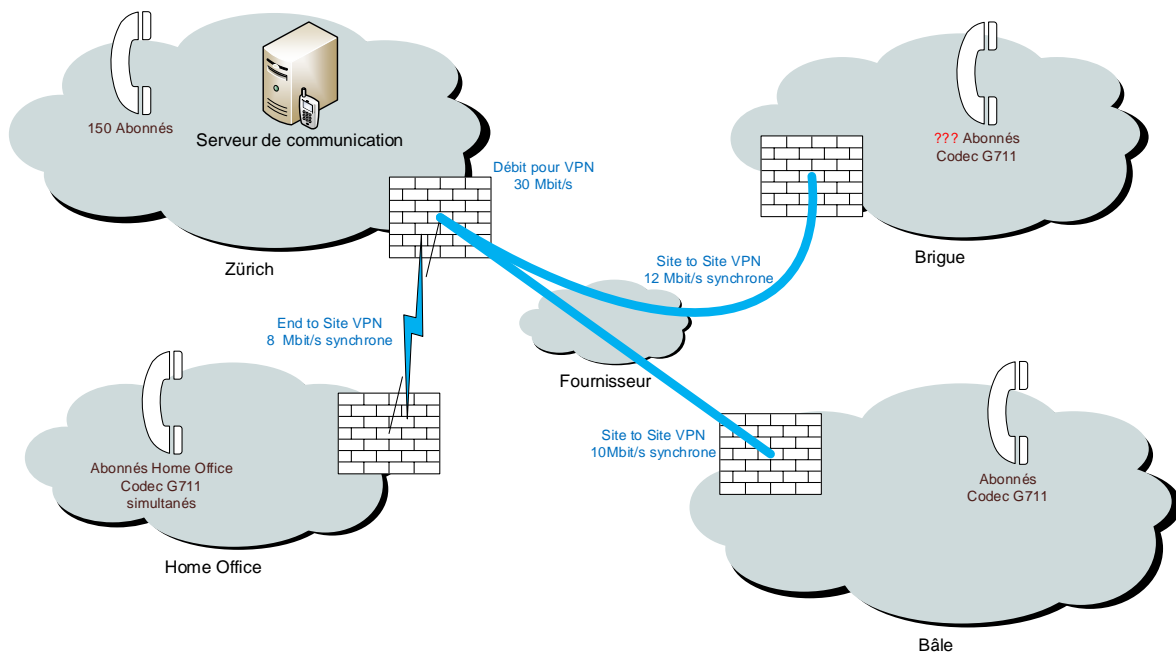 150 Abonnés
Serveur de communication
Zürich
Débit pour VPN
30 Mbit/s
??? Abonnés
Codec G711
Brigue
Site to Site VPN
12 Mbit/s synchrone
End to Site VPN
8 Mbit/s synchrone
Fournisseur
Site to Site VPN
10Mbit/s synchrone
Abonnés Home Office
Codec G711
simultanés
Home Office
Abonnés
Codec G711
Bâle